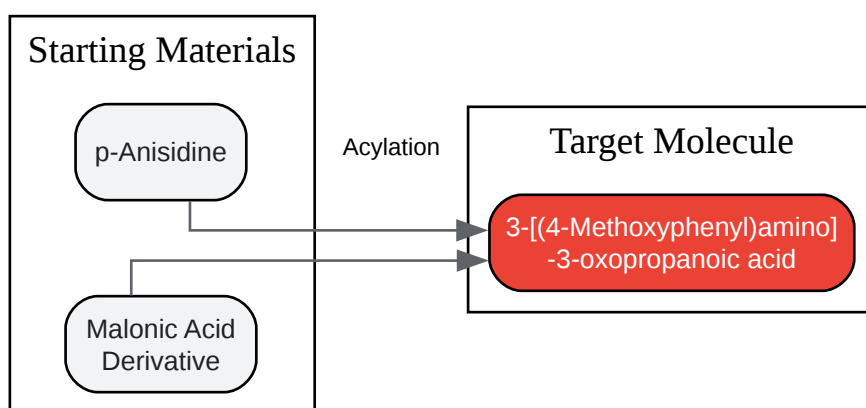 Starting Materials
p-Anisidine
Malonic Acid
Derivative
Acylation
Target Molecule
3-[(4-Methoxyphenyl)amino]
-3-oxopropanoic acid